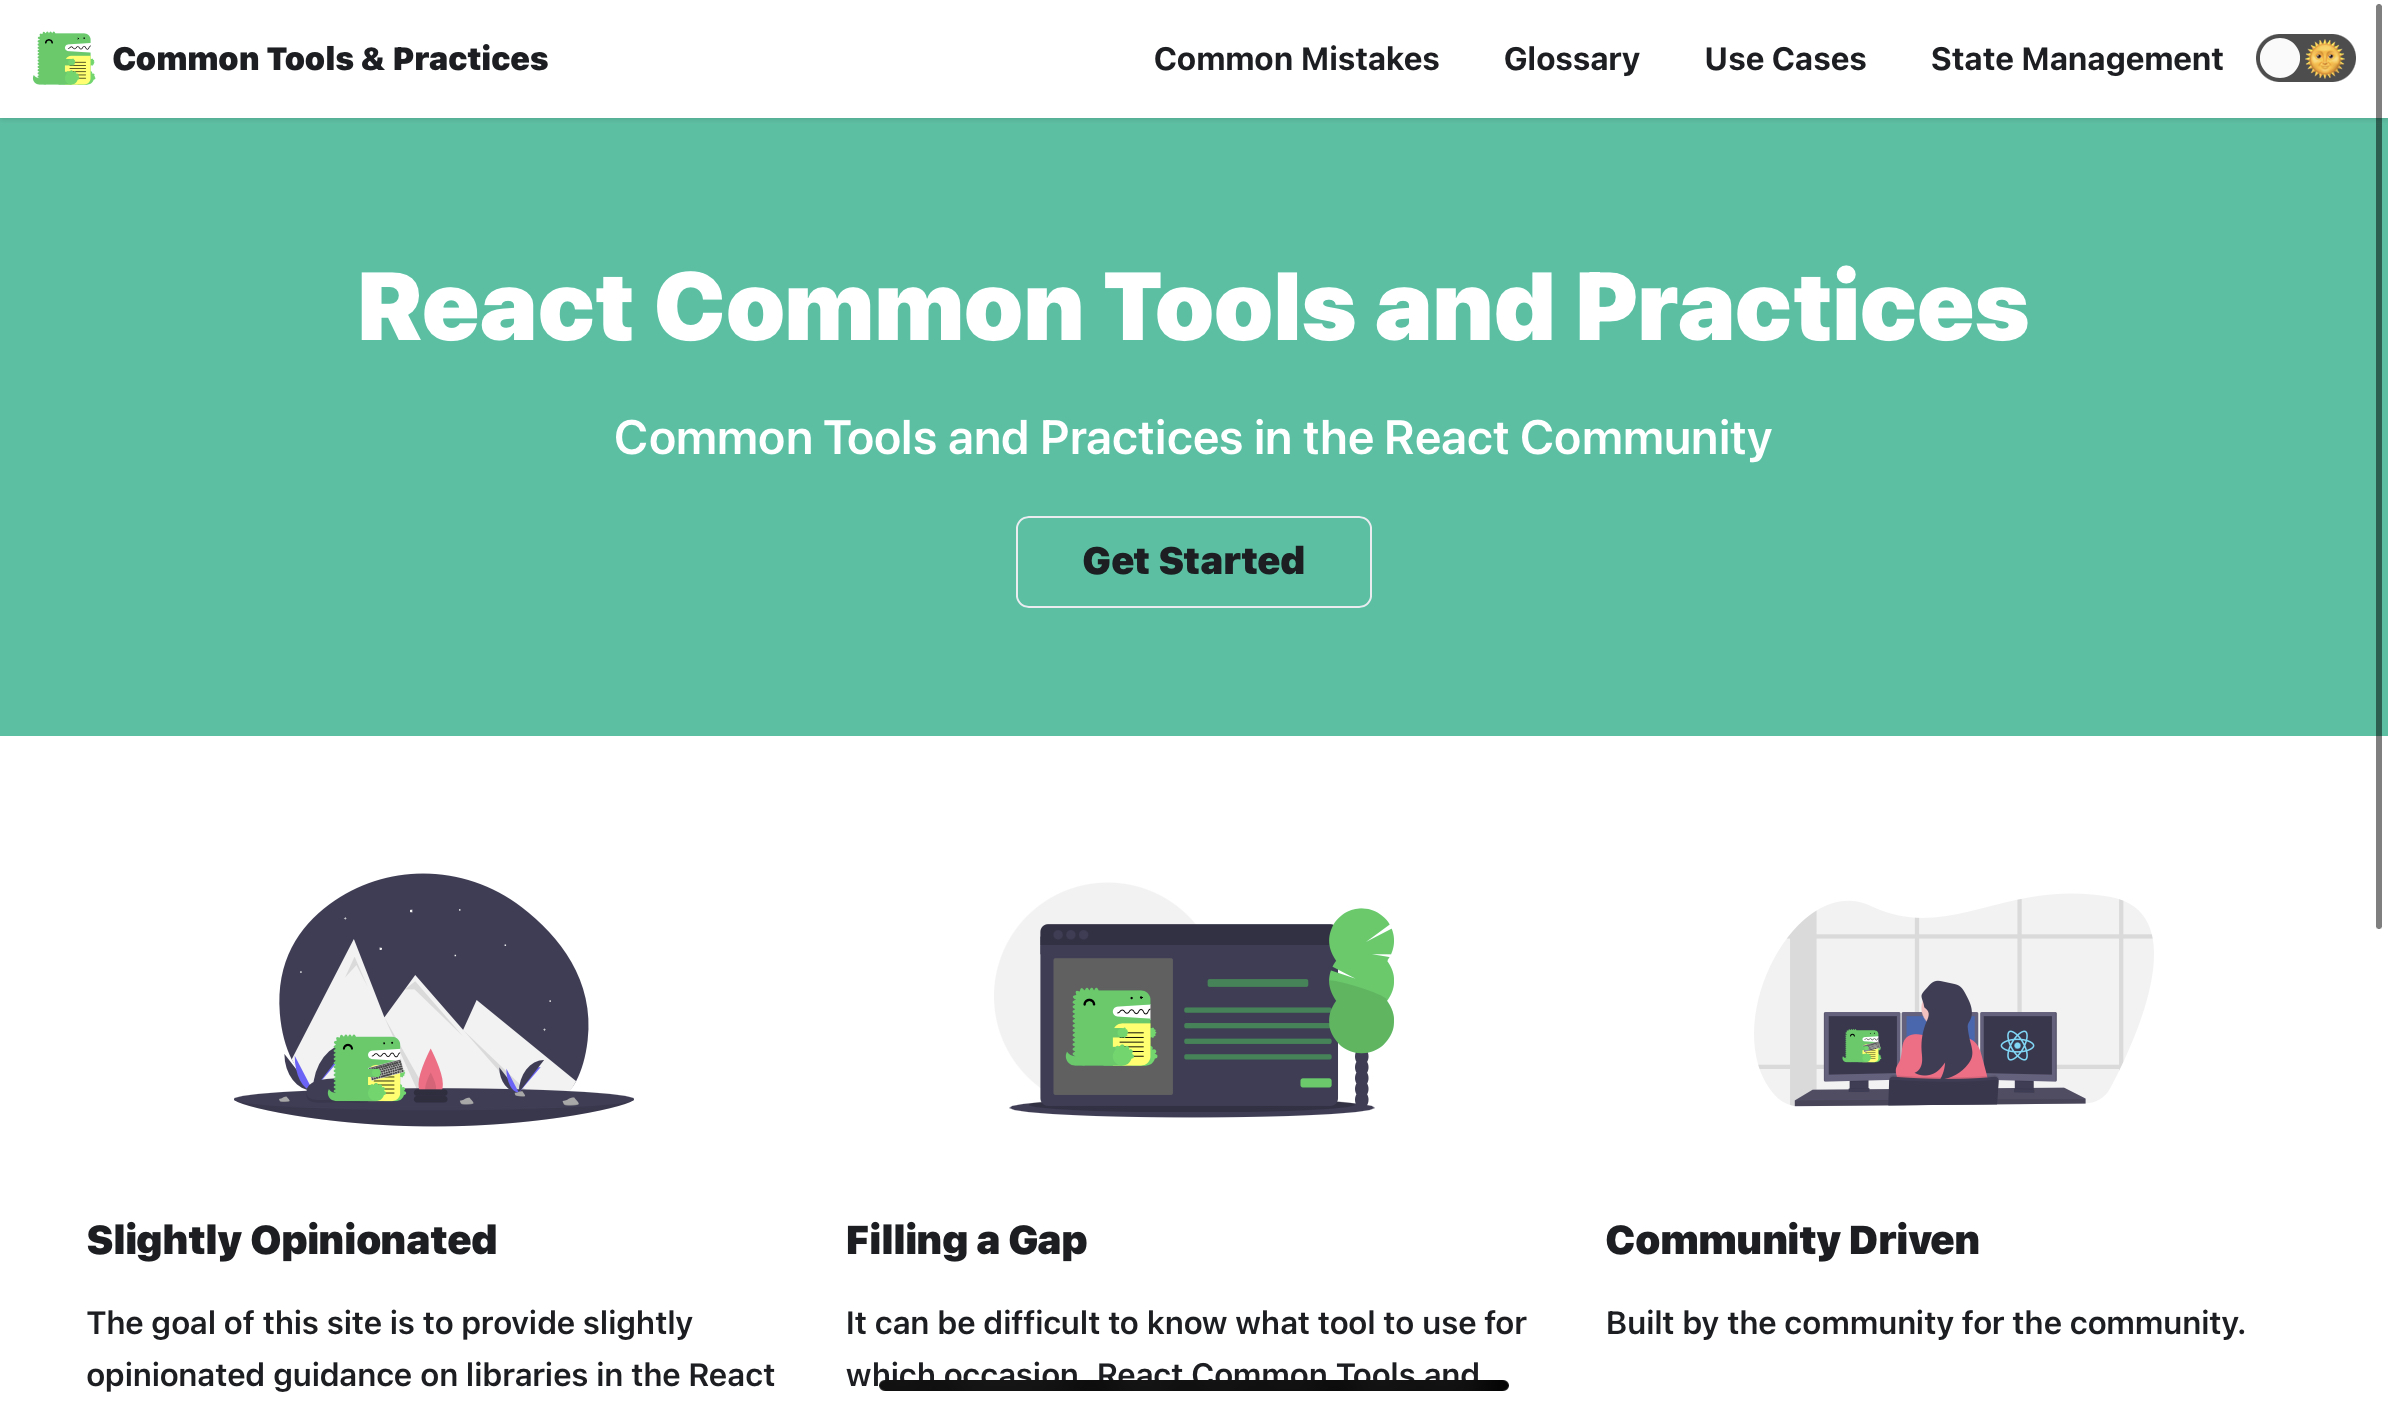 Common Tools & Practices
Common Mistakes
Glossary
Use Cases
State Management
React Common Tools and Practices
Common Tools and Practices in the React Community
Get Started
Slightly Opinionated
The goal of this site is to provide slightly
opinionated guidance on libraries in the React
Filling a Gap
It can be difficult to know what tool to use for
which occasion. React Common Tools and
Community Driven
Built by the community for the community.